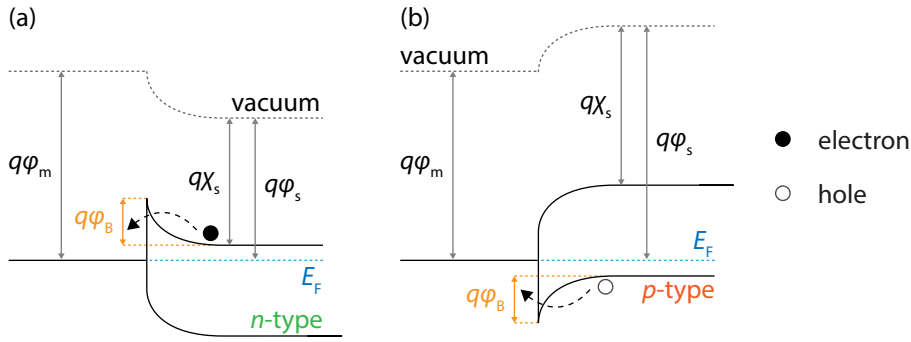 (a)
vacuum
qφm
qχs
qφs
qφB
EF
n-type
(b)
vacuum
qχs
qφm
qφs
EF
qφB
p-type
electron
hole